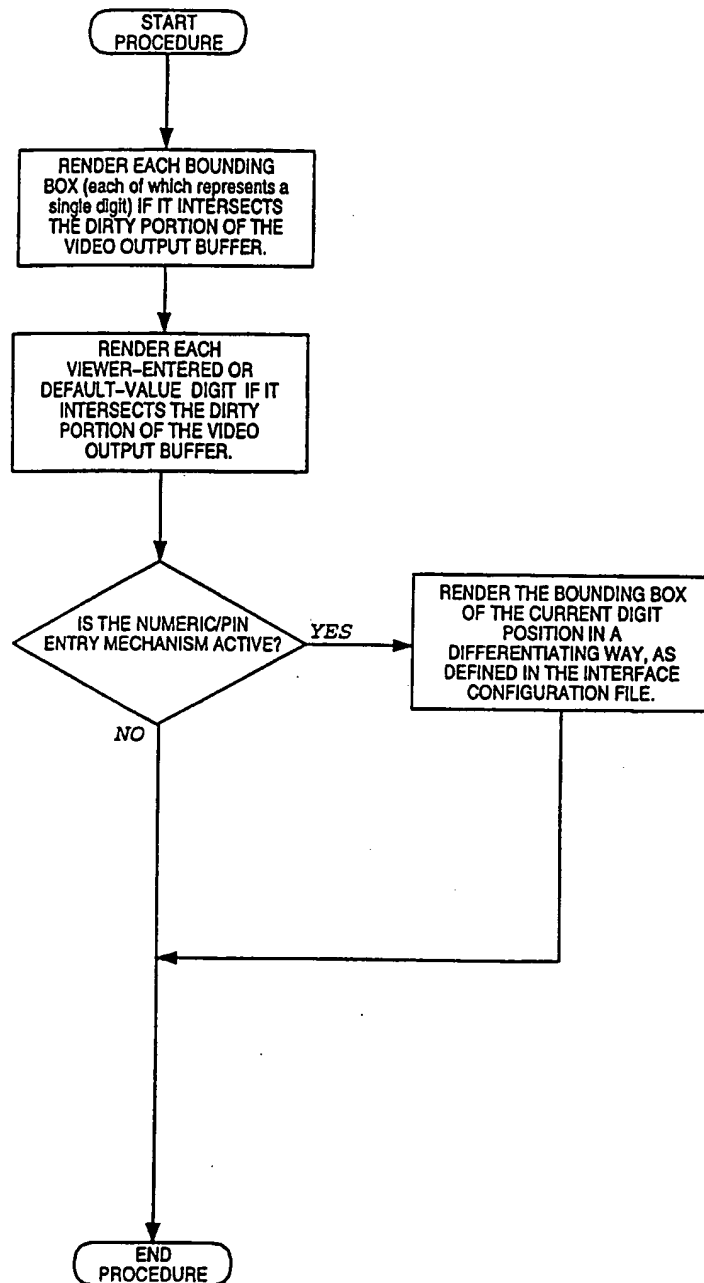 START
PROCEDURE
RENDER EACH BOUNDING
BOX (each of which represents a
single digit) IF IT INTERSECTS
THE DIRTY PORTION OF THE
VIDEO OUTPUT BUFFER.
RENDER EACH
VIEWER–ENTERED OR
DEFAULT–VALUE DIGIT IF IT
INTERSECTS THE DIRTY
PORTION OF THE VIDEO
OUTPUT BUFFER.
IS THE NUMERIC/PIN
ENTRY MECHANISM ACTIVE?
YES
RENDER THE BOUNDING BOX
OF THE CURRENT DIGIT
POSITION IN A
DIFFERENTIATING WAY, AS
DEFINED IN THE INTERFACE
CONFIGURATION FILE.
NO
END
PROCEDURE